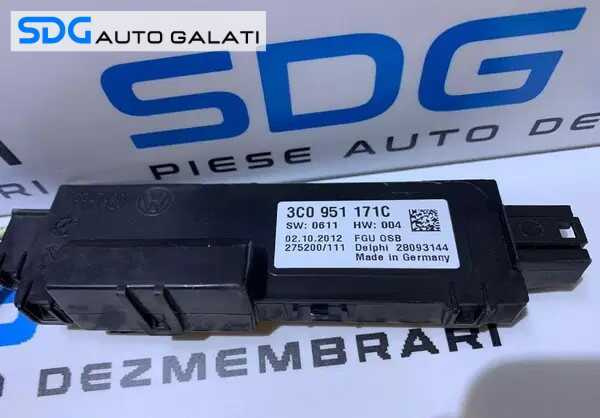 SDG AUTO GALATI
SDG
PIESE AUTO DE
3C0 951 171C
SW: 0611 HW: 004
02.10.2012 FGU OSB
275200/111 Delphi 28093144
Made in Germany
DEZMEMBRARI